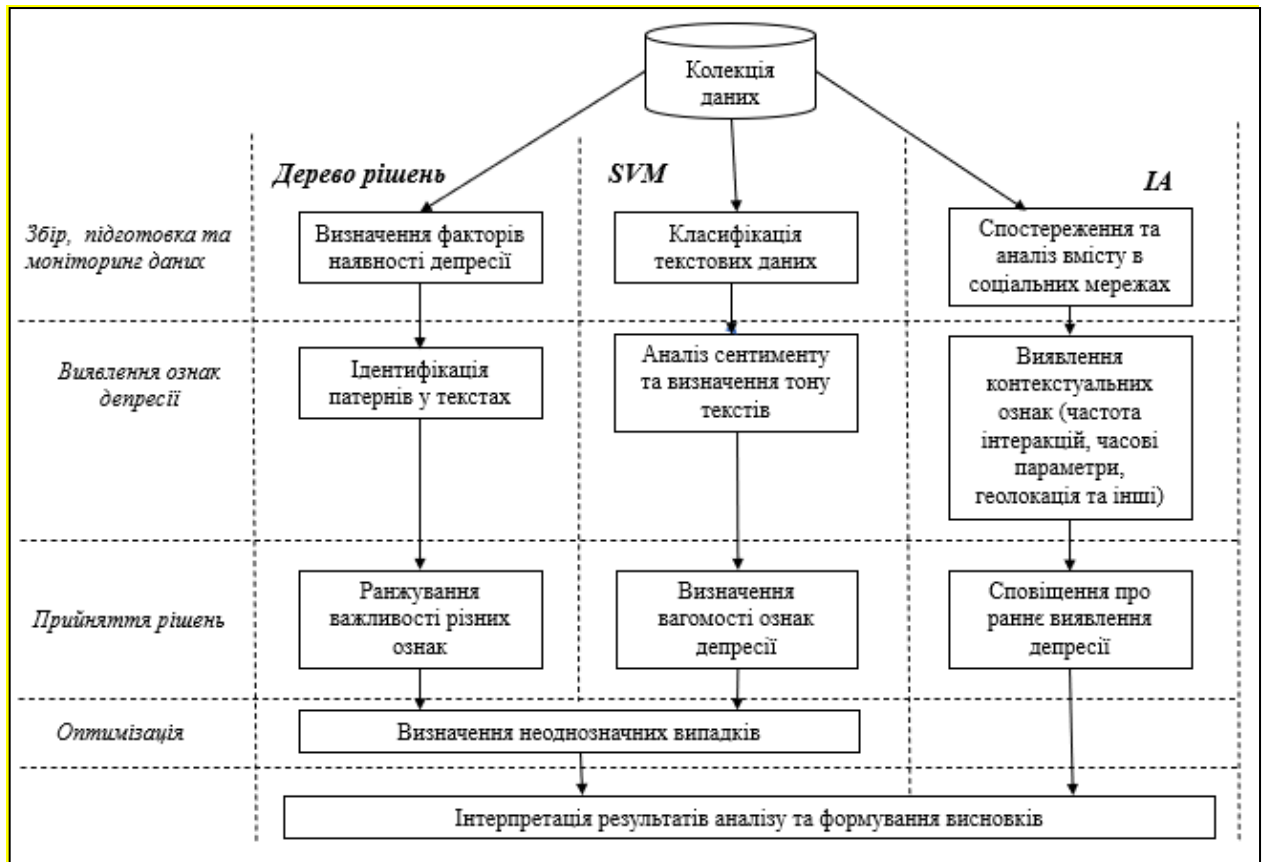 Колекція
даних
Дерево рішень
SVM
ІА
Збір, підготовка та
моніторинг даних
Визначення факторів
наявності депресії
Класифікація
текстових даних
Спостереження та
аналіз вмісту в
соціальних мережах
Виявлення ознак
депресії
Ідентифікація
патернів у текстах
Аналіз сентименту
та визначення тону
текстів
Виявлення
контекстуальних
ознак (частота
інтеракцій, часові
параметри,
геолокація та інші)
Прийняття рішень
Ранжування
важливості різних
ознак
Визначення
вагомості ознак
депресії
Сповіщення про
раннє виявлення
депресії
Оптимізація
Визначення неоднозначних випадків
Інтерпретація результатів аналізу та формування висновків